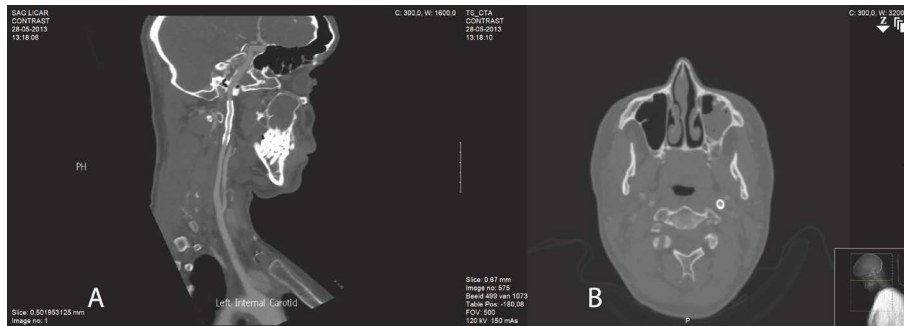 SAG LICAR
CONTRAST
28-05-2013
13:18:06
C: 300,0, W: 1600,0
PH
A
Left Internal Carotid
Slice: 0,501953125 mm
Image no: 1
TS_CTA
CONTRAST
28-05-2013
13:18:10
C: 300,0, W: 3200
Z
Slice: 0,67 mm
Image no: 575
Beeld 499 van 1073
Table Pos: -180,08
FOV: 500
120 kV 150 mAs
B
P